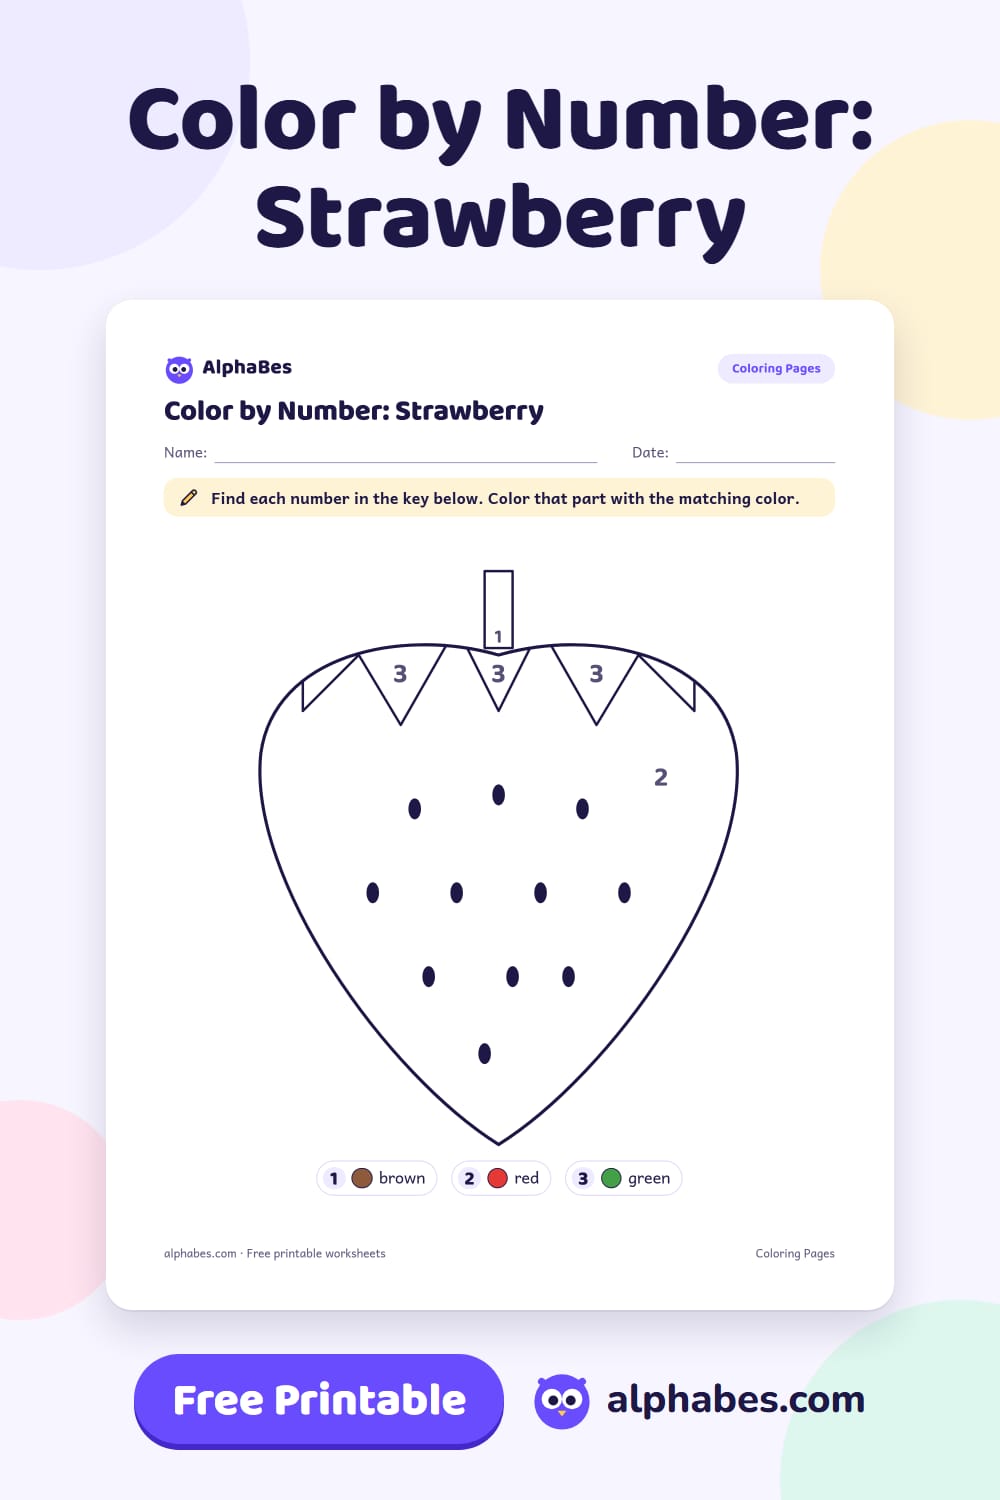 Color by Number:
Strawberry
AlphaBes
Coloring Pages
Color by Number: Strawberry
Name:
Date:
Find each number in the key below. Color that part with the matching color.
1
3
3
3
2
1 brown
2 red
3 green
alphabes.com · Free printable worksheets
Coloring Pages
Free Printable
alphabes.com